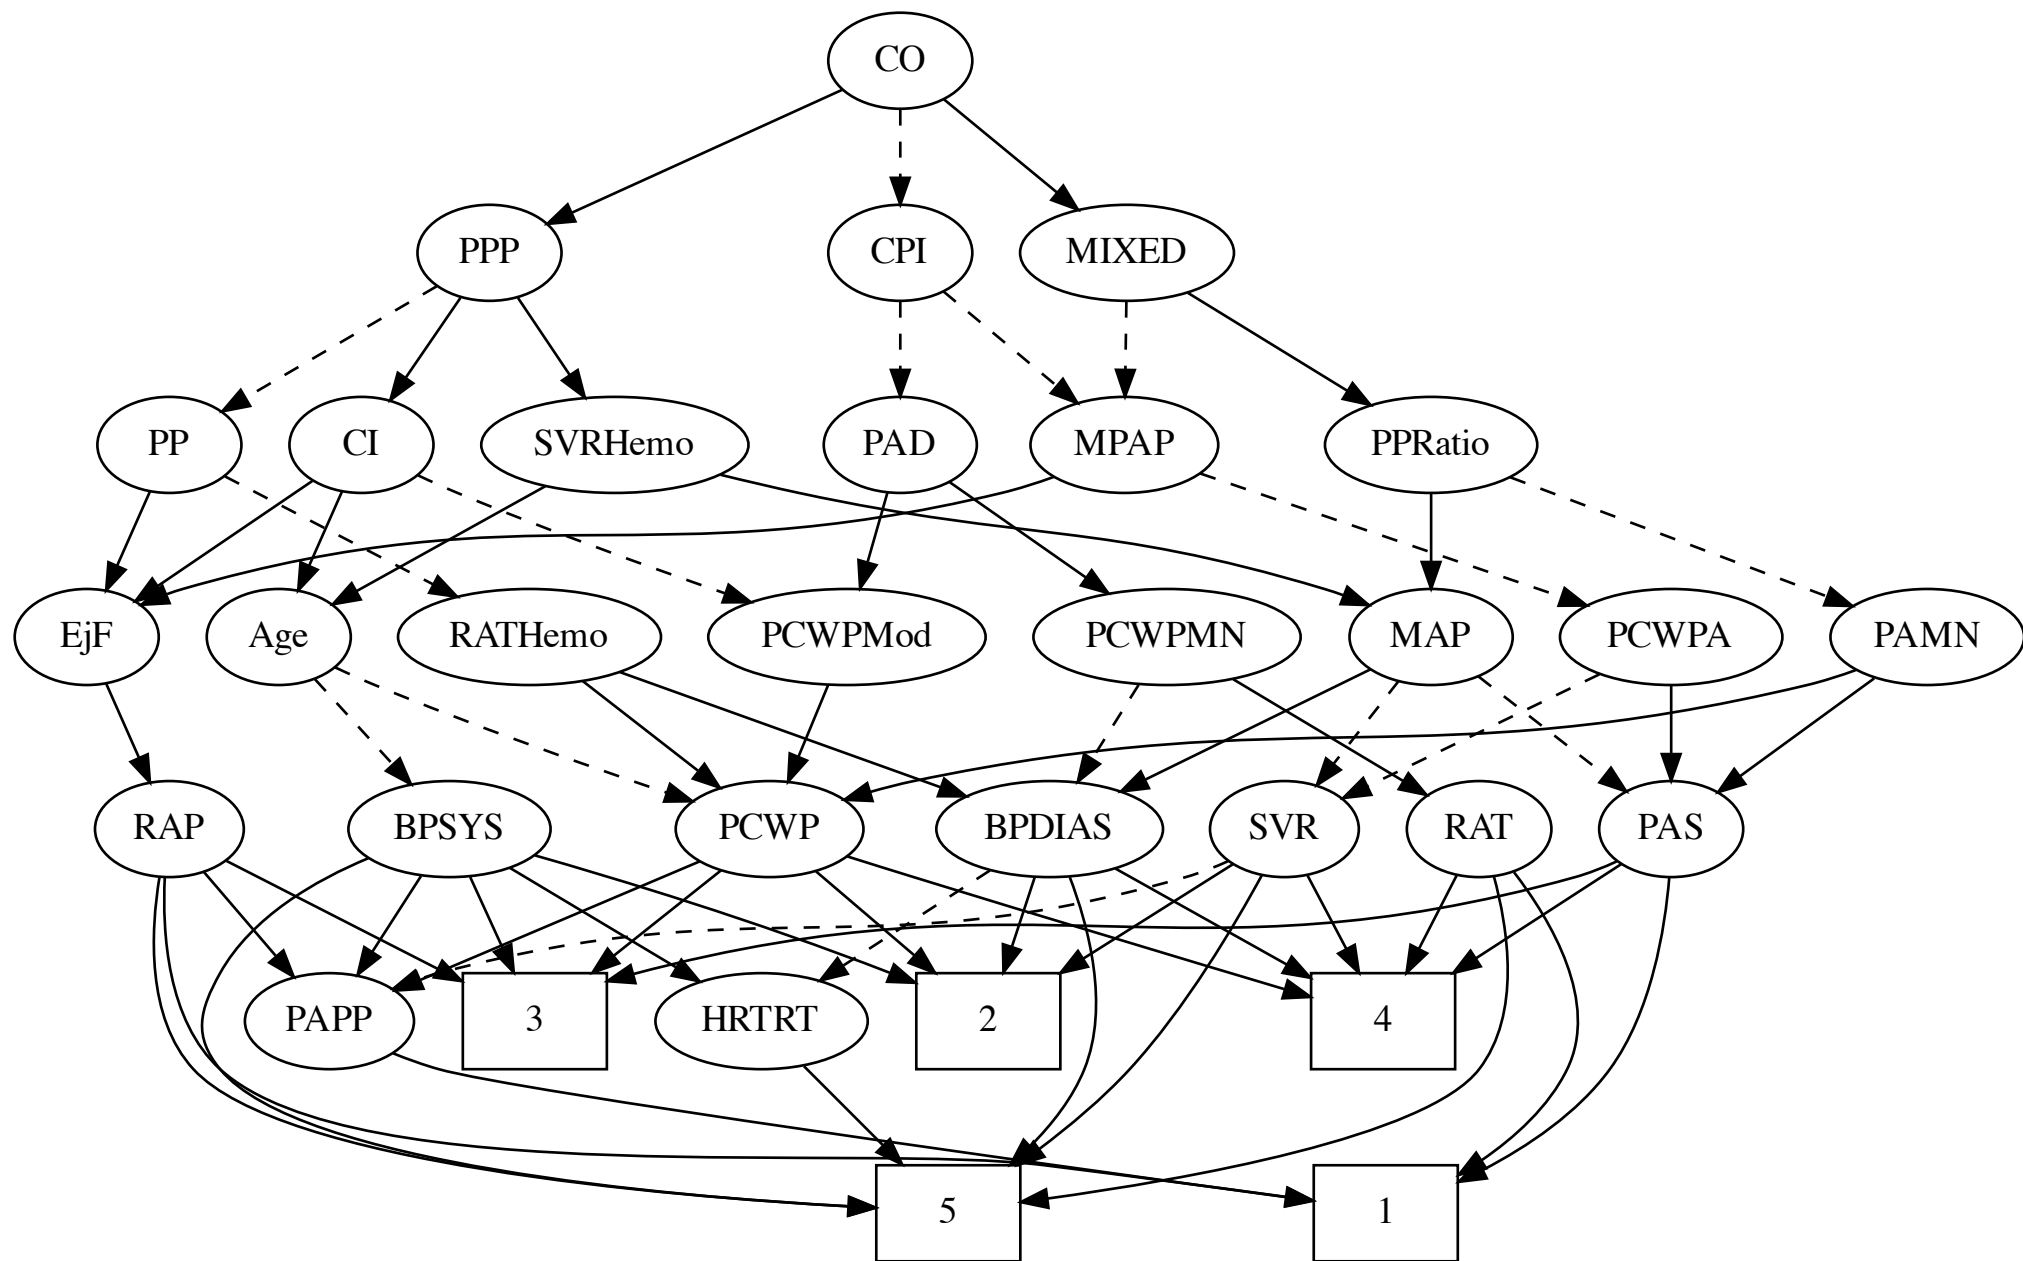 CO
PPP
CPI
MIXED
PP
CI
SVRHemo
PAD
MPAP
PPRatio
EjF
Age
RATHemo
PCWPMod
PCWPMN
MAP
PCWPA
PAMN
RAP
BPSYS
PCWP
BPDIAS
SVR
RAT
PAS
PAPP
3
HRTRT
2
4
5
1